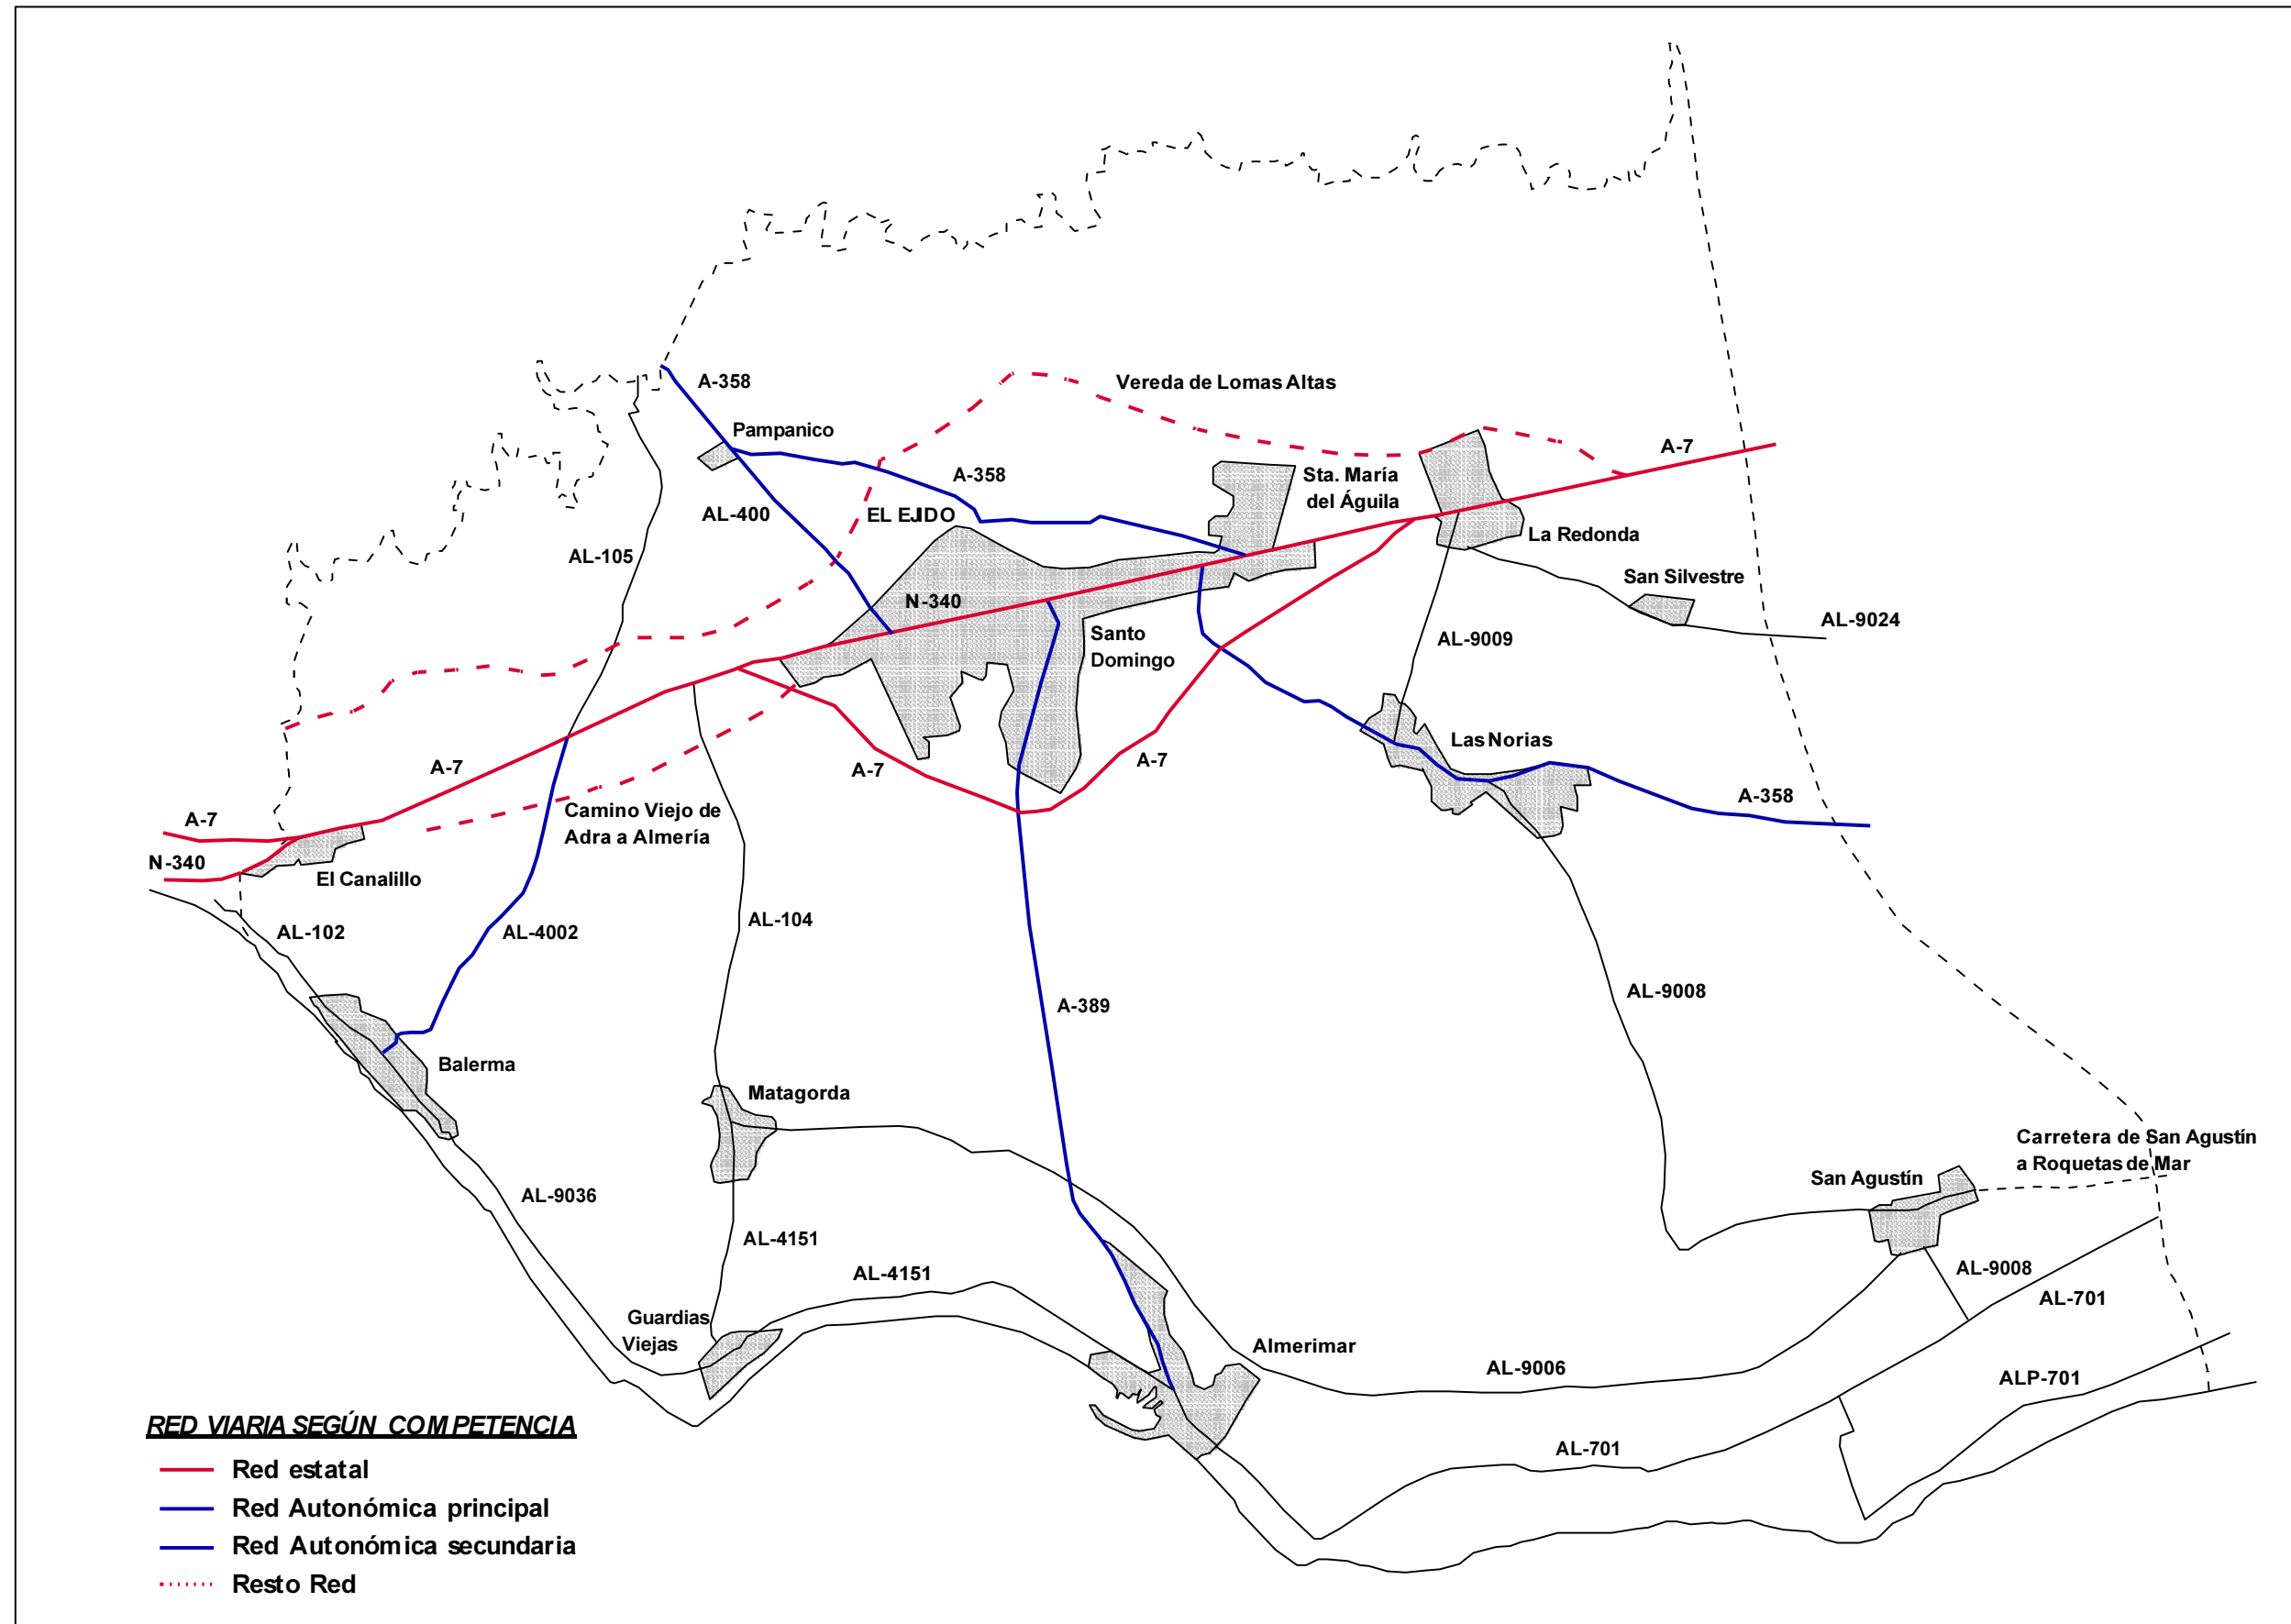 A-358
Vereda de Lomas Altas
Pampanico
A-7
A-358
Sta. María
del Águila
AL-400
EL EJIDO
La Redonda
AL-105
San Silvestre
N-340
AL-9024
Santo
Domingo
AL-9009
Las Norias
A-7
A-7
A-7
A-358
Camino Viejo de
Adra a Almería
A-7
N-340
El Canalillo
AL-102
AL-4002
AL-104
AL-9008
A-389
Balerma
Matagorda
Carretera de San Agustín
a Roquetas de Mar
San Agustín
AL-9036
AL-4151
AL-4151
AL-9008
AL-701
Guardias
Viejas
Almerimar
AL-9006
ALP-701
AL-701
RED VIARIA SEGÚN COMPETENCIA
Red estatal
Red Autonómica principal
Red Autonómica secundaria
Resto Red